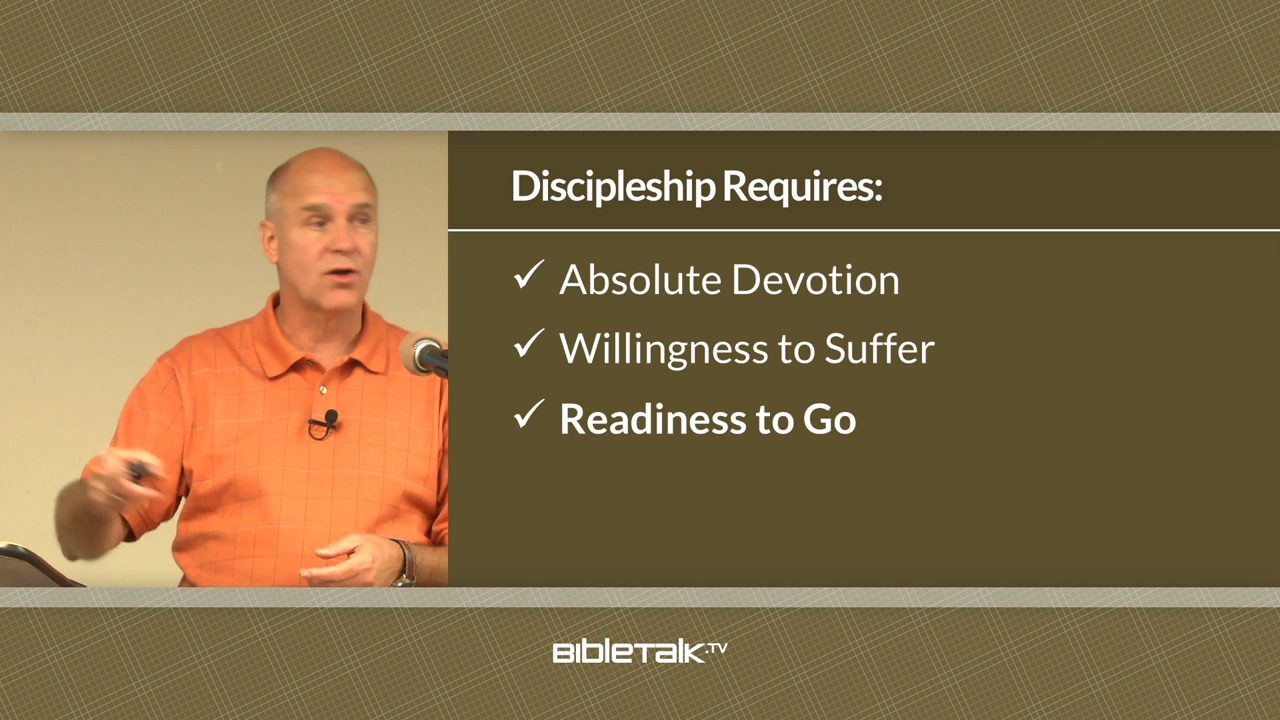 Discipleship Requires:
✓ Absolute Devotion
✓ Willingness to Suffer
✓ Readiness to Go
BIBLETALK.TV